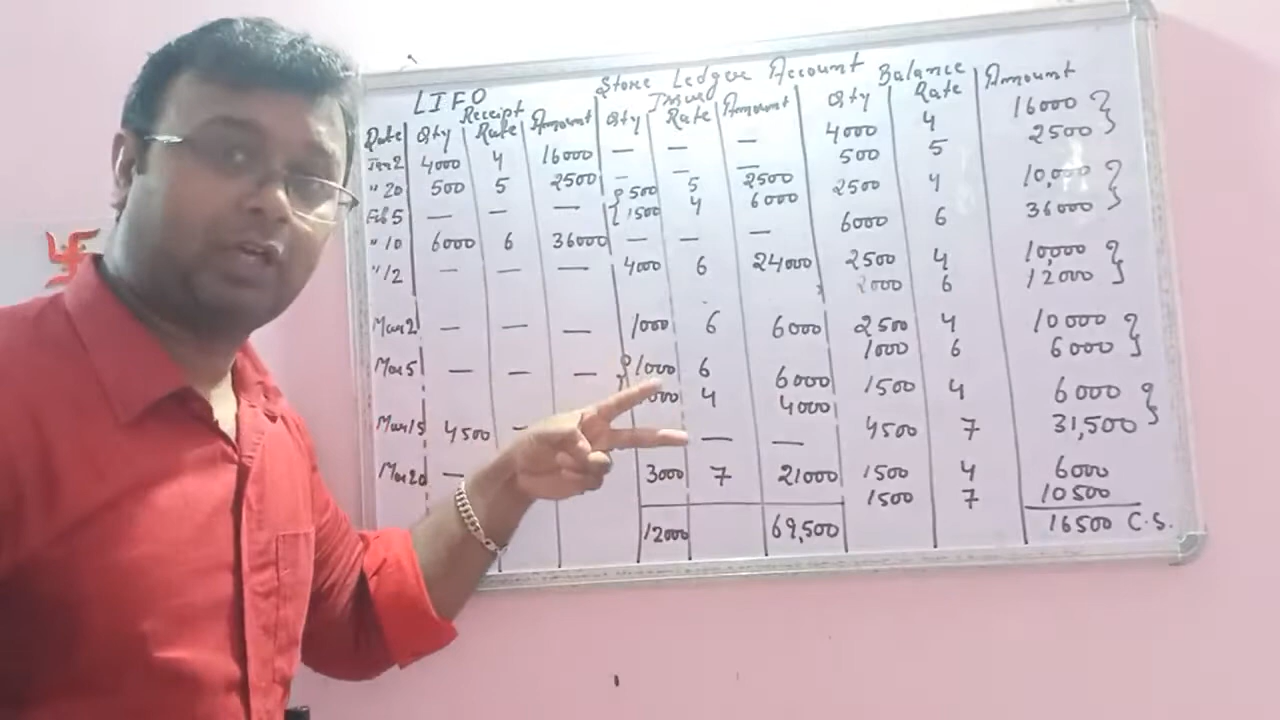 LIFO Store Ledger Account
Receipt Issue Balance
Date Qty Rate Amount Qty Rate Amount Qty Rate Amount
Jan 2 4000 4 16000 — — — 4000 4 16000 }
" 20 500 5 2500 — — — 500 5 2500
Feb 5 — — — { 500 5 2500 2500 4 10,000 }
1500 4 6000
" 10 6000 6 36000 — — — 6000 6 36000
" 12 — — — 4000 6 24000 2500 4 10,000 }
2000 6 12000
Mar 2 — — — 1000 6 6000 2500 4 10000 }
1000 6 6000
Mar 5 — — — { 1000 6 6000 1500 4 6000 }
4 4000
Mar 15 4500 — — — 4500 7 31,500
Mar 20 — 3000 7 21000 1500 4 6000
1500 7 10500
12000 69,500 16500 C.S.